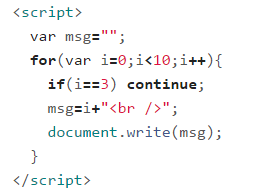 <script>
  var msg="";
  for(var i=0;i<10;i++){
    if(i==3) continue;
    msg=i+"<br />";
    document.write(msg);
  }
</script>